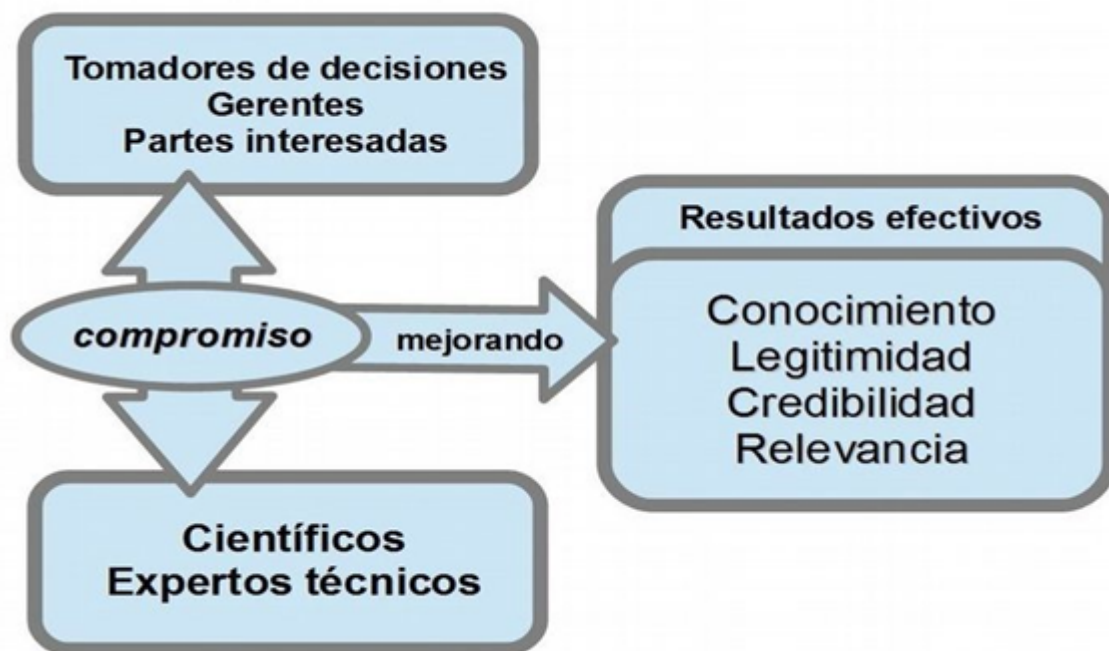 Tomadores de decisiones
Gerentes
Partes interesadas
compromiso
mejorando
Resultados efectivos
Conocimiento
Legitimidad
Credibilidad
Relevancia
Científicos
Expertos técnicos